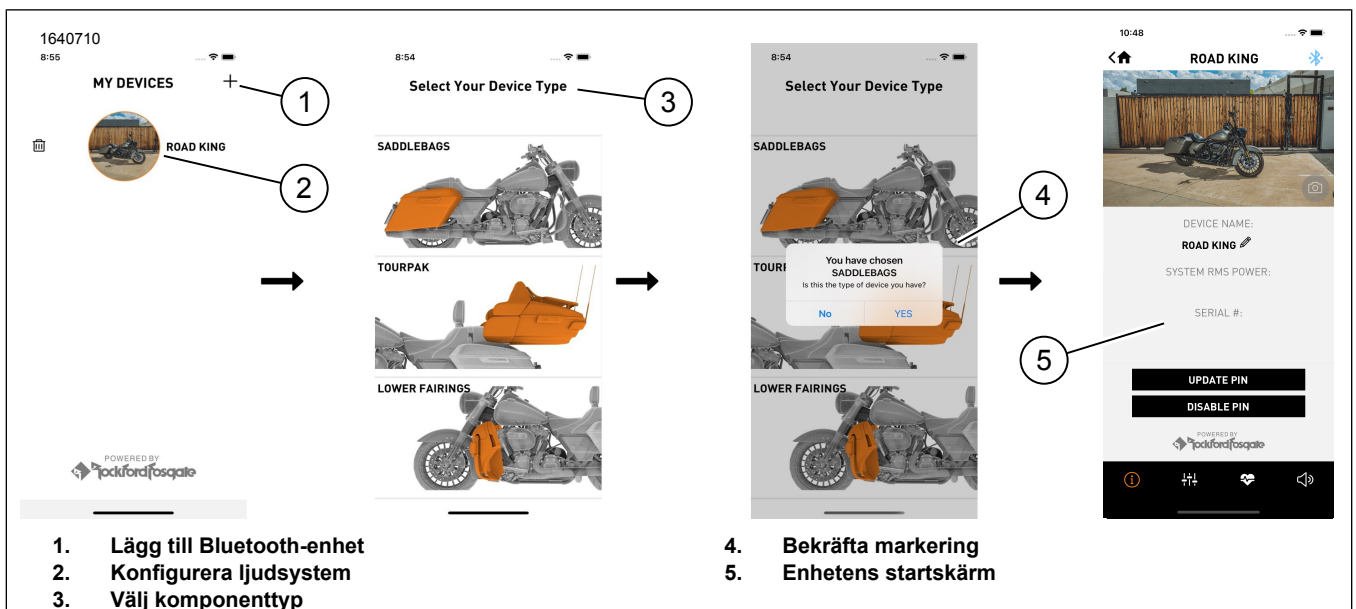 1640710
8:55
MY DEVICES +
1
ROAD KING
2
POWERED BY
Rockford Fosgate
8:54
Select Your Device Type
3
SADDLEBAGS
TOURPAK
LOWER FAIRINGS
8:54
Select Your Device Type
SADDLEBAGS
4
You have chosen
SADDLEBAGS
Is this the type of device you have?
No YES
TOURP
LOWER FAIRINGS
10:48
ROAD KING
DEVICE NAME:
ROAD KING
SYSTEM RMS POWER:
SERIAL #:
5
UPDATE PIN
DISABLE PIN
POWERED BY
Rockford Fosgate
1. Lägg till Bluetooth-enhet
2. Konfigurera ljudsystem
3. Välj komponenttyp
4. Bekräfta markering
5. Enhetens startskärm